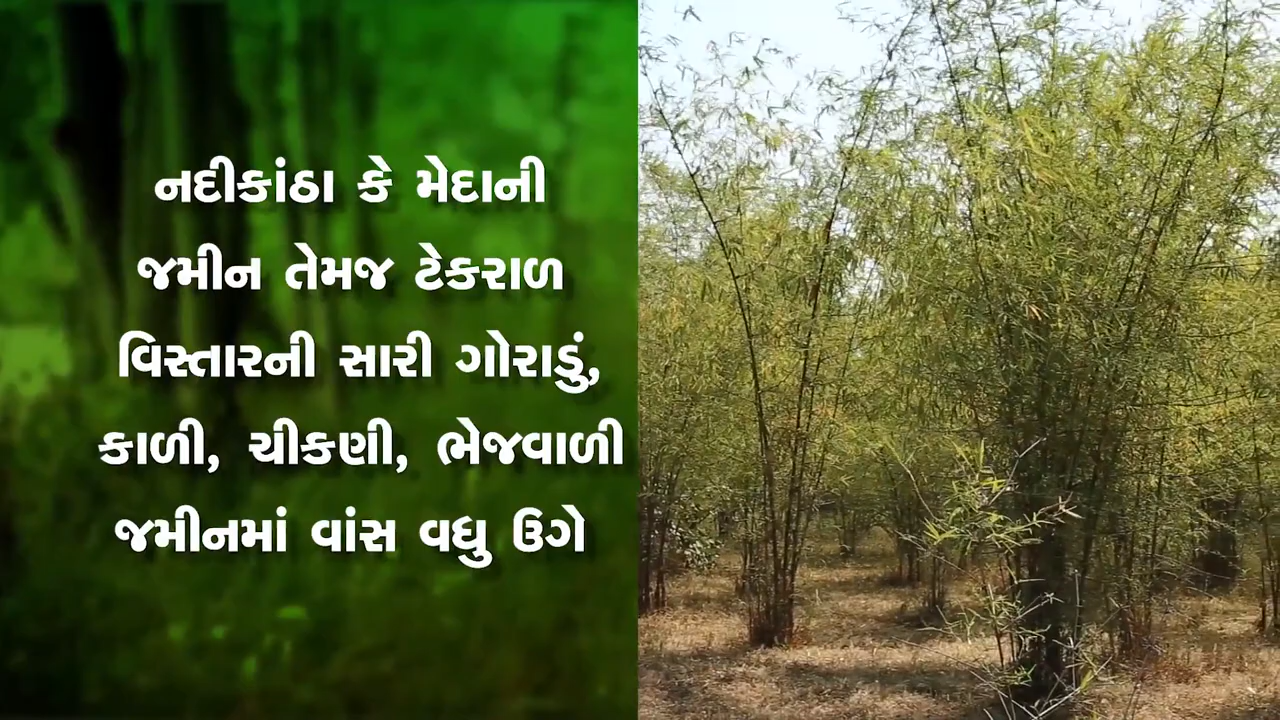 નદીકાંઠા કે મેદાની
જમીન તેમજ ટેકરાળ
વિસ્તારની સારી ગોરાડું,
કાળી, ચીકણી, ભેજવાળી
જમીનમાં વાંસ વધુ ઉગે